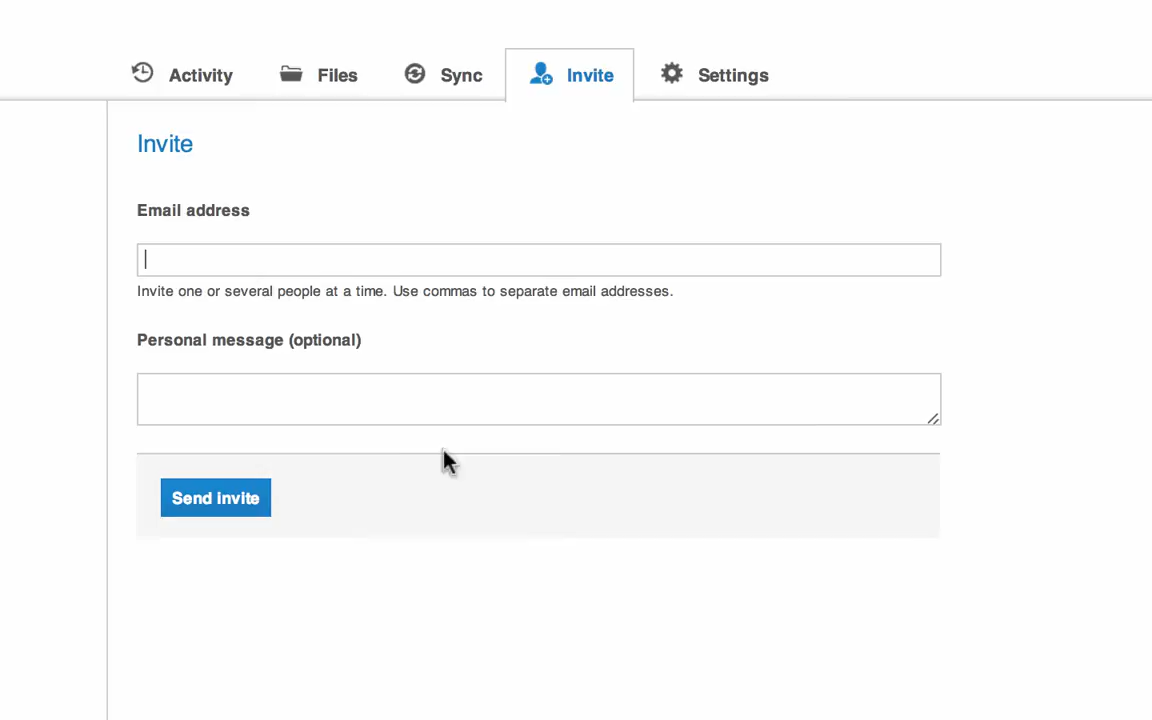 Activity Files Sync Invite Settings
Invite
Email address
Invite one or several people at a time. Use commas to separate email addresses.
Personal message (optional)
Send invite